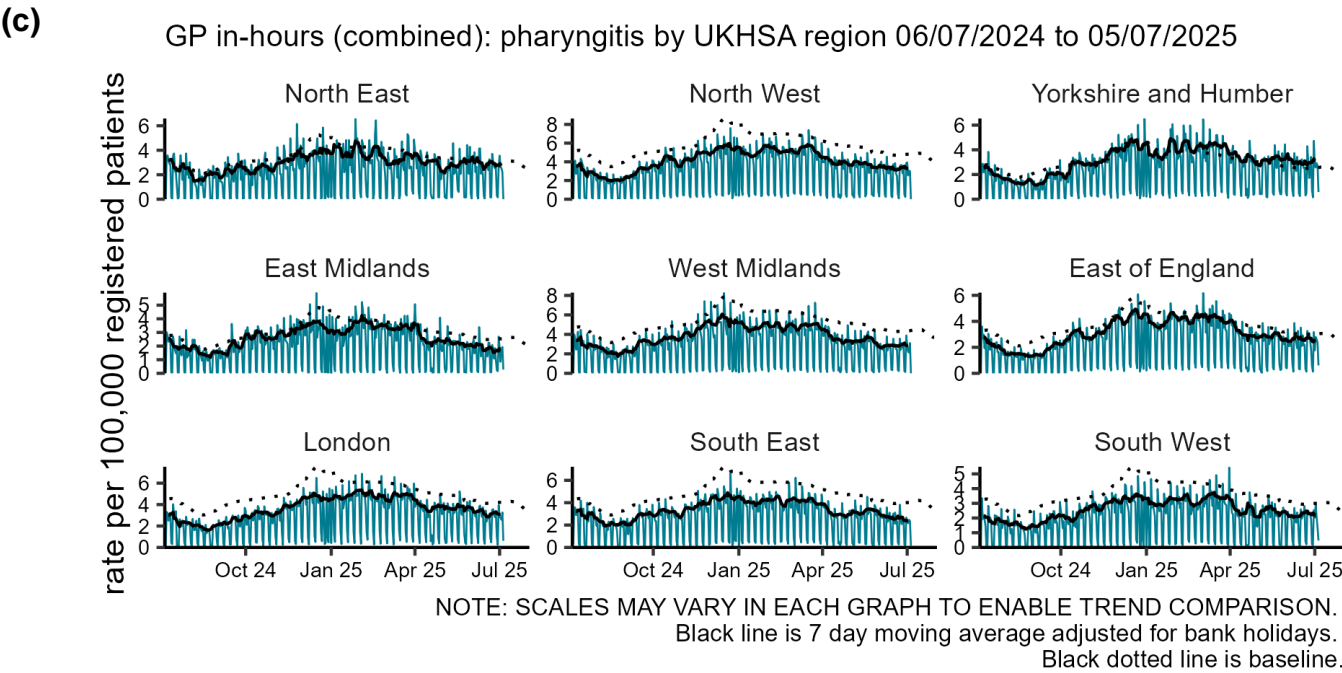 (c)
GP in-hours (combined): pharyngitis by UKHSA region 06/07/2024 to 05/07/2025
rate per 100,000 registered patients
North East
6
4
2
0
North West
8
6
4
2
0
Yorkshire and Humber
6
4
2
0
East Midlands
5
4
3
2
1
0
West Midlands
8
6
4
2
0
East of England
6
4
2
0
London
6
4
2
0
Oct 24 Jan 25 Apr 25 Jul 25
South East
6
4
2
0
Oct 24 Jan 25 Apr 25 Jul 25
South West
5
4
3
2
1
0
Oct 24 Jan 25 Apr 25 Jul 25
NOTE: SCALES MAY VARY IN EACH GRAPH TO ENABLE TREND COMPARISON.
Black line is 7 day moving average adjusted for bank holidays.
Black dotted line is baseline.